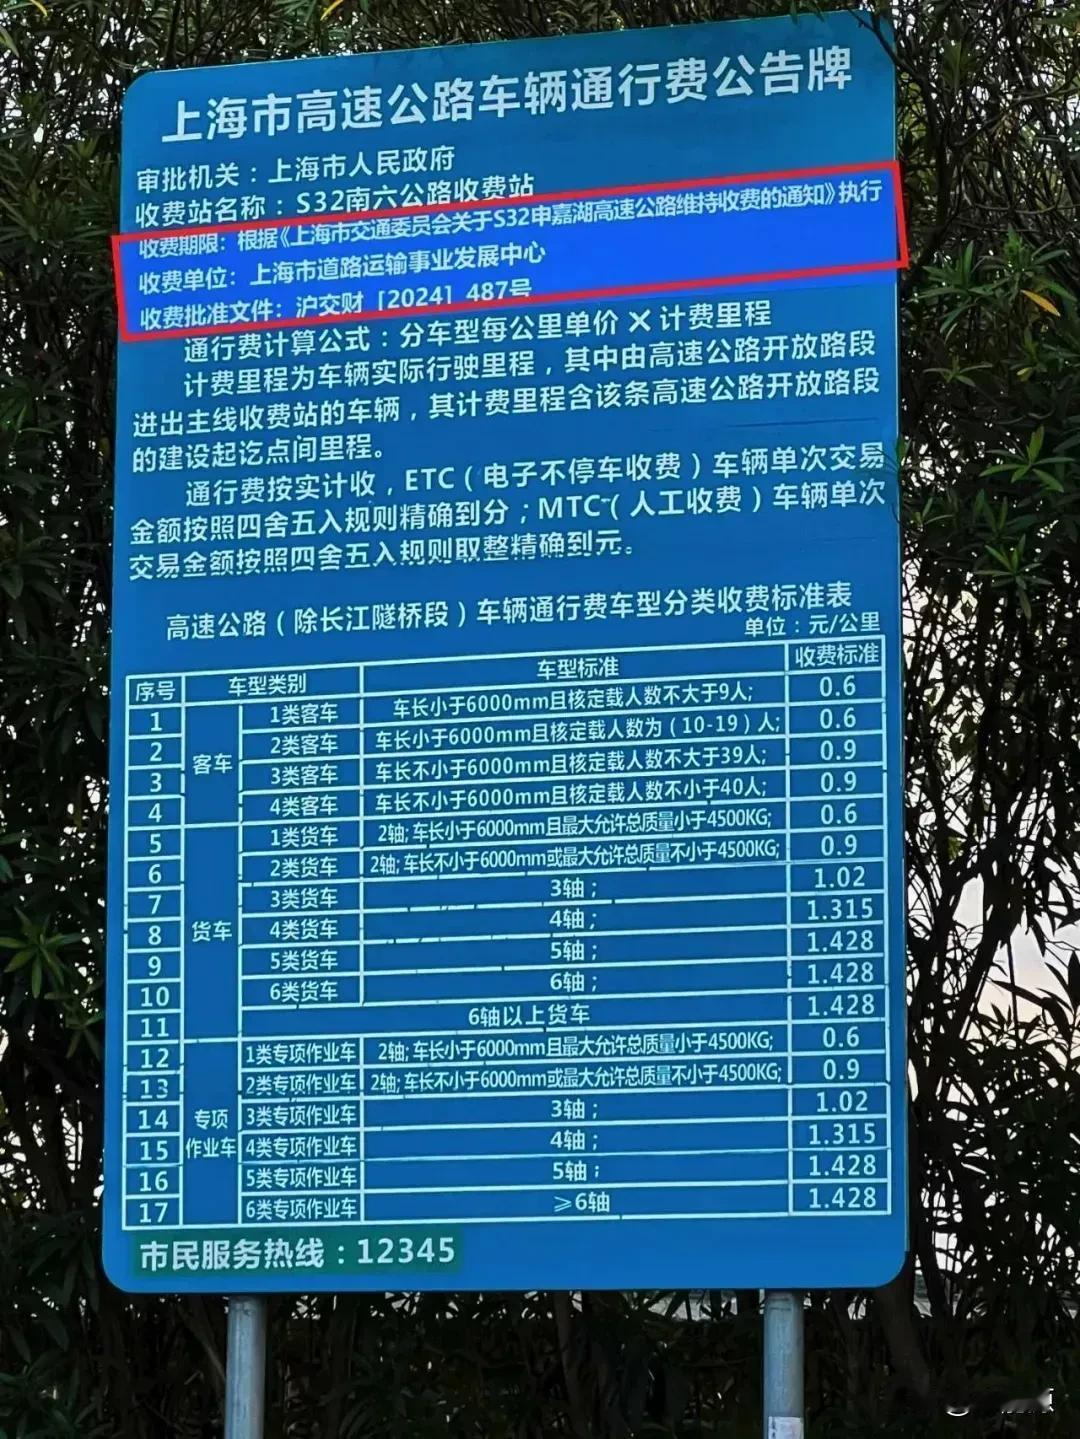 上海市高速公路车辆通行费公告牌
审批机关：上海市人民政府
收费站名称：S32南六公路收费站
收费期限：根据《上海市交通委员会关于S32申嘉湖高速公路维持收费的通知》执行
收费单位：上海市道路运输事业发展中心
收费批准文件：沪交财［2024］487号
通行费计算公式：分车型每公里单价×计费里程
计费里程为车辆实际行驶里程，其中由高速公路开放路段
进出主线收费站的车辆，其计费里程含该条高速公路开放路段
的建设起讫点间里程。
通行费按实计收，ETC（电子不停车收费）车辆单次交易
金额按照四舍五入规则精确到分；MTC（人工收费）车辆单次
交易金额按照四舍五入规则取整精确到元。
高速公路（除长江隧桥段）车辆通行费车型分类收费标准表
单位：元/公里
序号 车型类别 车型标准 收费标准
1 客车 1类客车 车长小于6000mm且核定载人数不大于9人; 0.6
2 2类客车 车长小于6000mm且核定载人数为（10-19）人; 0.6
3 3类客车 车长不小于6000mm且核定载人数不大于39人; 0.9
4 4类客车 车长不小于6000mm且核定载人数不小于40人; 0.9
5 货车 1类货车 2轴; 车长小于6000mm且最大允许总质量小于4500KG; 0.6
6 2类货车 2轴; 车长不小于6000mm或最大允许总质量不小于4500KG; 0.9
7 3类货车 3轴； 1.02
8 4类货车 4轴； 1.315
9 5类货车 5轴； 1.428
10 6类货车 6轴； 1.428
11 6轴以上货车 1.428
12 专项作业车 1类专项作业车 2轴; 车长小于6000mm且最大允许总质量小于4500KG; 0.6
13 2类专项作业车 2轴; 车长不小于6000mm或最大允许总质量不小于4500KG; 0.9
14 3类专项作业车 3轴； 1.02
15 4类专项作业车 4轴； 1.315
16 5类专项作业车 5轴； 1.428
17 6类专项作业车 ≥6轴 1.428
市民服务热线：12345